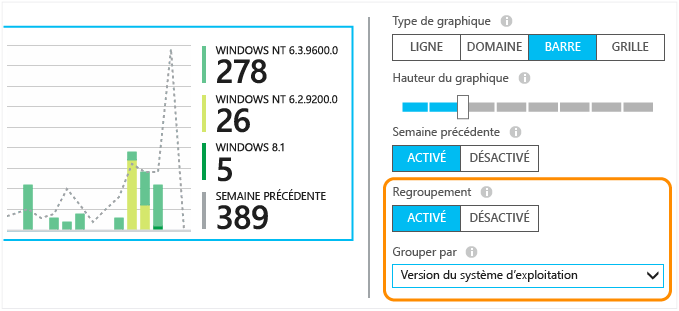 WINDOWS NT 6.3.9600.0
278
WINDOWS NT 6.2.9200.0
26
WINDOWS 8.1
5
SEMAINE PRÉCÉDENTE
389
Type de graphique
LIGNE DOMAINE BARRE GRILLE
Hauteur du graphique
Semaine précédente
ACTIVÉ DÉSACTIVÉ
Regroupement
ACTIVÉ DÉSACTIVÉ
Grouper par
Version du système d'exploitation